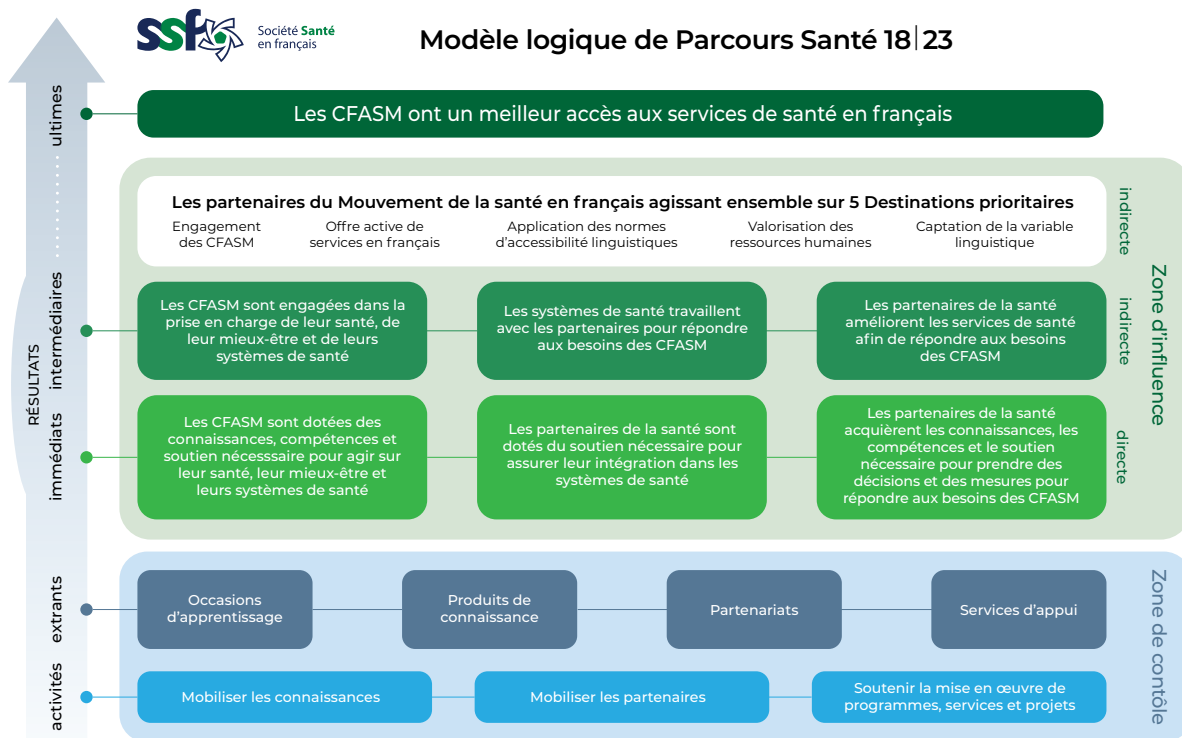 ssf
Société Santé
en français
Modèle logique de Parcours Santé 18|23
ultimes
Les CFASM ont un meilleur accès aux services de santé en français
Les partenaires du Mouvement de la santé en français agissant ensemble sur 5 Destinations prioritaires
Engagement
des CFASM
Offre active de
services en français
Application des normes
d'accessibilité linguistiques
Valorisation des
ressources humaines
Captation de la variable
linguistique
indirecte
Zone d'influence
RÉSULTATS
intermédiaires
Les CFASM sont engagées dans la
prise en charge de leur santé, de
leur mieux-être et de leurs
systèmes de santé
Les systèmes de santé travaillent
avec les partenaires pour répondre
aux besoins des CFASM
Les partenaires de la santé
améliorent les services de santé
afin de répondre aux besoins
des CFASM
indirecte
immédiats
Les CFASM sont dotées des
connaissances, compétences et
soutien nécesssaire pour agir sur
leur santé, leur mieux-être et
leurs systèmes de santé
Les partenaires de la santé sont
dotés du soutien nécessaire pour
assurer leur intégration dans les
systèmes de santé
Les partenaires de la santé
acquièrent les connaissances, les
compétences et le soutien
nécessaire pour prendre des
décisions et des mesures pour
répondre aux besoins des CFASM
directe
extrants
Occasions
d'apprentissage
Produits de
connaissance
Partenariats
Services d'appui
Zone de contôle
activités
Mobiliser les connaissances
Mobiliser les partenaires
Soutenir la mise en œuvre de
programmes, services et projets